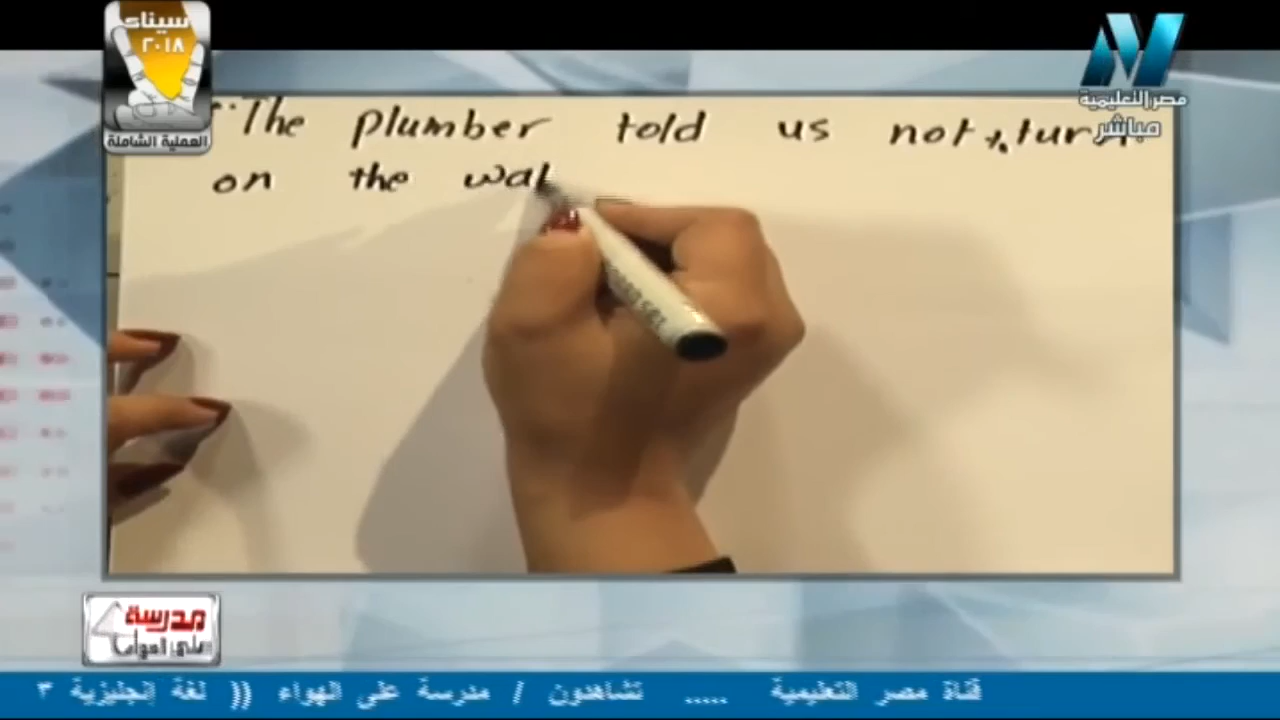 سيناء
٢٠١٨
العملية الشاملة
مصر التعليمية
مباشر
The plumber told us not to turn
on the wat
مدرسة
على الهواء
قناة مصر التعليمية ..... تشاهدون / مدرسة على الهواء )) لغة إنجليزية ٣